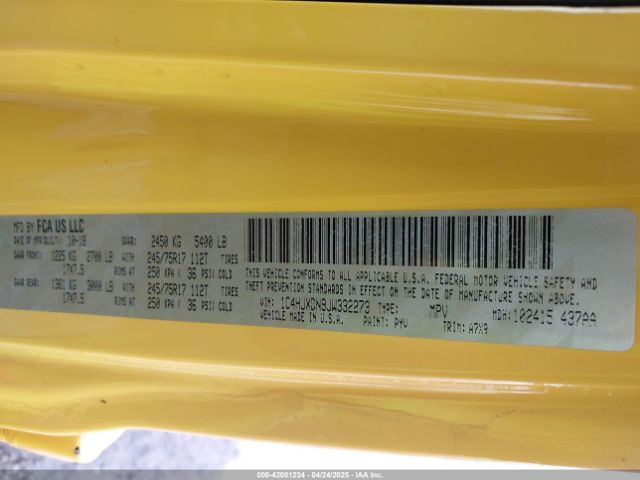 MFD BY FCA US LLC
DATE OF MFR(BUILT): 10-18 GVWR: 2450 KG 5400 LB
GAWR FRONT: 1225 KG 2700 LB WITH 245/75R17 112T
17X7.5 RIMS AT 250 KPA ( 36 PSI) COLD
GAWR REAR: 1361 KG 3000 LB WITH 245/75R17 112T
17X7.5 RIMS AT 250 KPA ( 36 PSI) COLD
THIS VEHICLE CONFORMS TO ALL APPLICABLE U.S.A. FEDERAL MOTOR VEHICLE SAFETY AND
THEFT PREVENTION STANDARDS IN EFFECT ON THE DATE OF MANUFACTURE SHOWN ABOVE.
VIN: TYPE: MPV MDH: 102415 437AA
VEHICLE MADE IN U.S.A. PAINT: PYV TRIM: A7X9
000-42081234 - 04/24/2025 - IAA Inc.